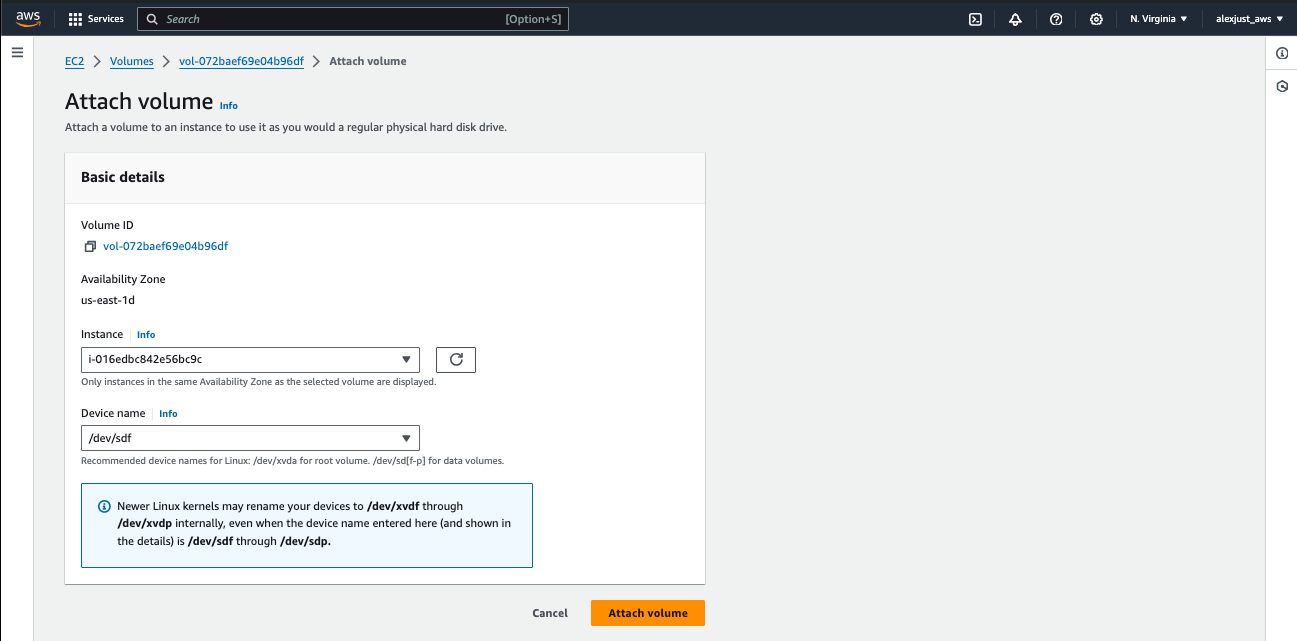 aws Services Search [Option+S] N. Virginia alexjust_aws
EC2 Volumes vol-072baef69e04b96df Attach volume
Attach volume Info
Attach a volume to an instance to use it as you would a regular physical hard disk drive.
Basic details
Volume ID
vol-072baef69e04b96df
Availability Zone
us-east-1d
Instance Info
i-016edbc842e56bc9c
Only instances in the same Availability Zone as the selected volume are displayed.
Device name Info
/dev/sdf
Recommended device names for Linux: /dev/xvda for root volume. /dev/sd[f-p] for data volumes.
Newer Linux kernels may rename your devices to /dev/xvdf through
/dev/xvdp internally, even when the device name entered here (and shown in
the details) is /dev/sdf through /dev/sdp.
Cancel Attach volume